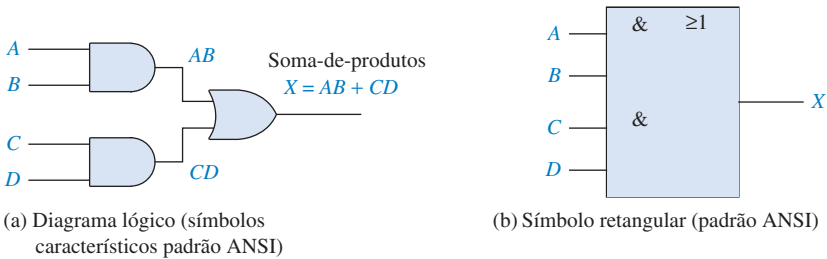 A
B
AB
Soma-de-produtos
X = AB + CD
C
D
CD
(a) Diagrama lógico (símbolos
característicos padrão ANSI)
A
B
C
D
& ≥1
&
X
(b) Símbolo retangular (padrão ANSI)